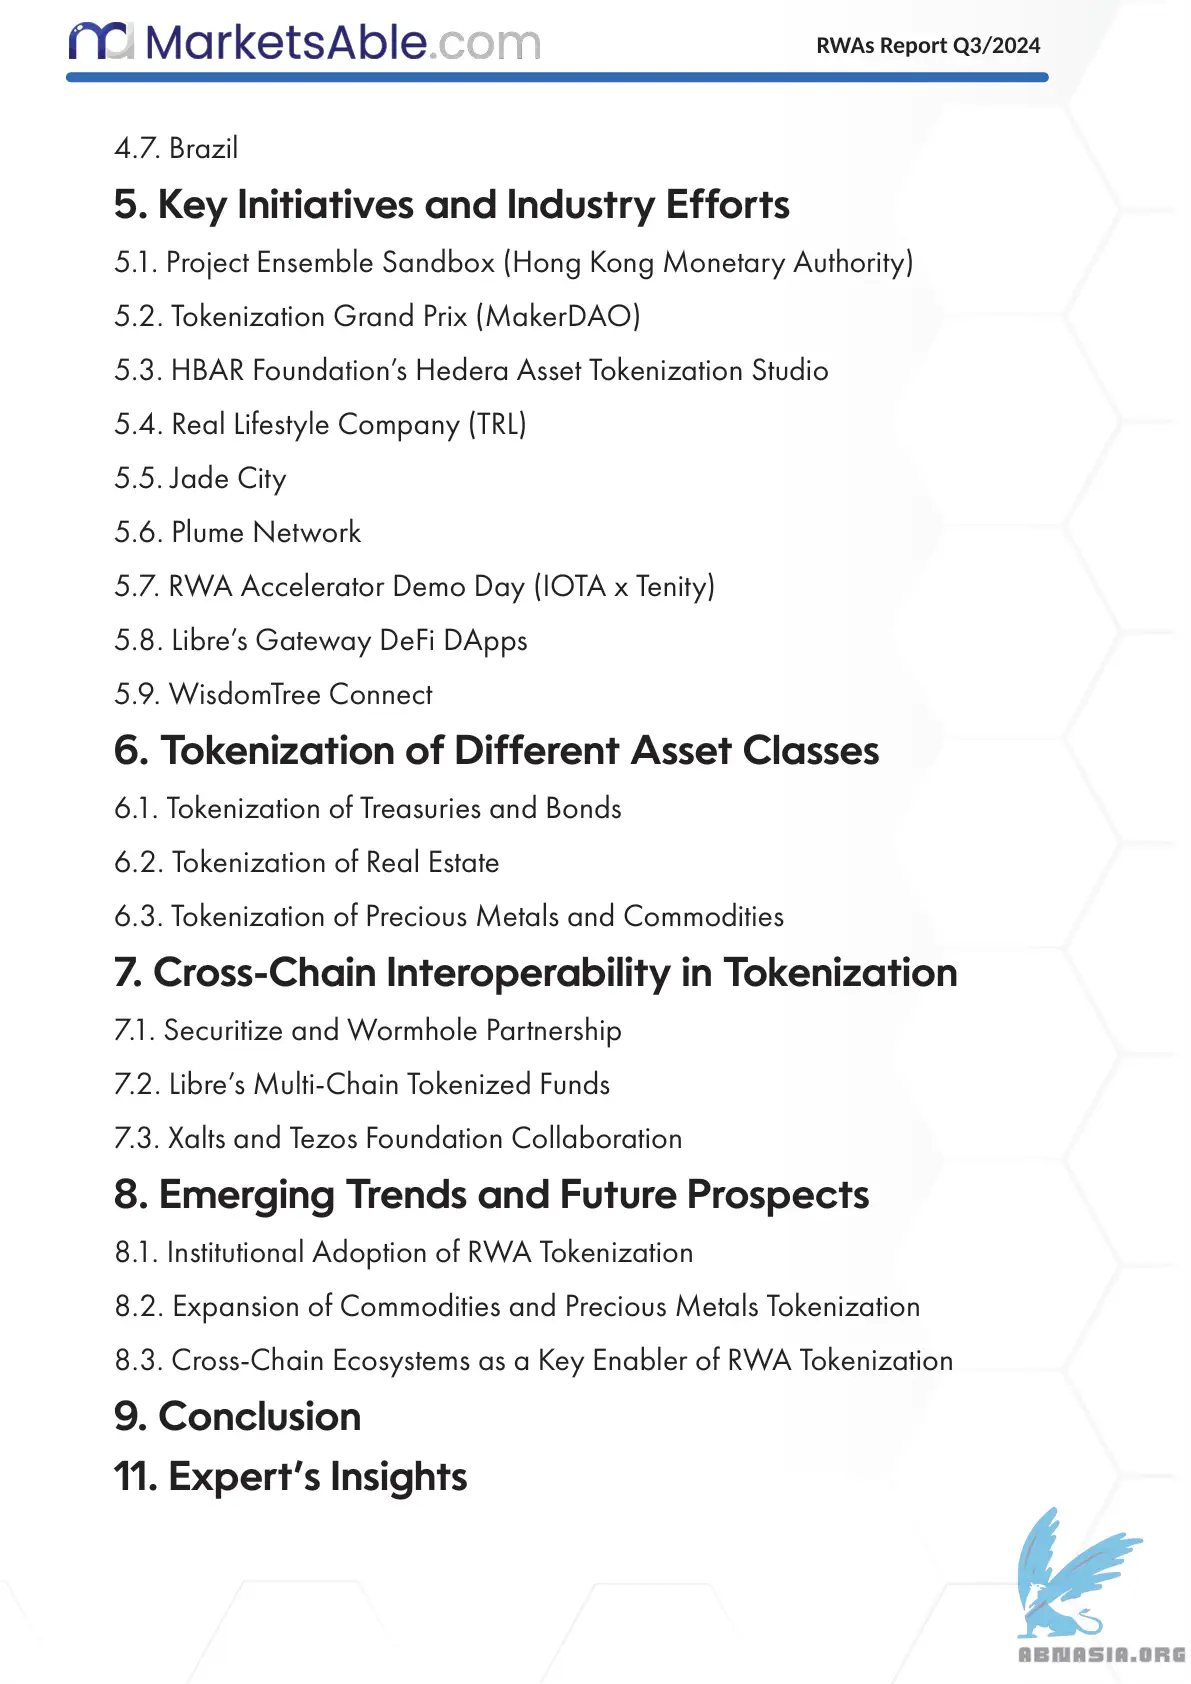 MarketsAble.com
RWAs Report Q3/2024
4.7. Brazil
5. Key Initiatives and Industry Efforts
5.1. Project Ensemble Sandbox (Hong Kong Monetary Authority)
5.2. Tokenization Grand Prix (MakerDAO)
5.3. HBAR Foundation’s Hedera Asset Tokenization Studio
5.4. Real Lifestyle Company (TRL)
5.5. Jade City
5.6. Plume Network
5.7. RWA Accelerator Demo Day (IOTA x Tenity)
5.8. Libre’s Gateway DeFi DApps
5.9. WisdomTree Connect
6. Tokenization of Different Asset Classes
6.1. Tokenization of Treasuries and Bonds
6.2. Tokenization of Real Estate
6.3. Tokenization of Precious Metals and Commodities
7. Cross-Chain Interoperability in Tokenization
7.1. Securitize and Wormhole Partnership
7.2. Libre’s Multi-Chain Tokenized Funds
7.3. Xalts and Tezos Foundation Collaboration
8. Emerging Trends and Future Prospects
8.1. Institutional Adoption of RWA Tokenization
8.2. Expansion of Commodities and Precious Metals Tokenization
8.3. Cross-Chain Ecosystems as a Key Enabler of RWA Tokenization
9. Conclusion
11. Expert’s Insights
ABNASIA.ORG